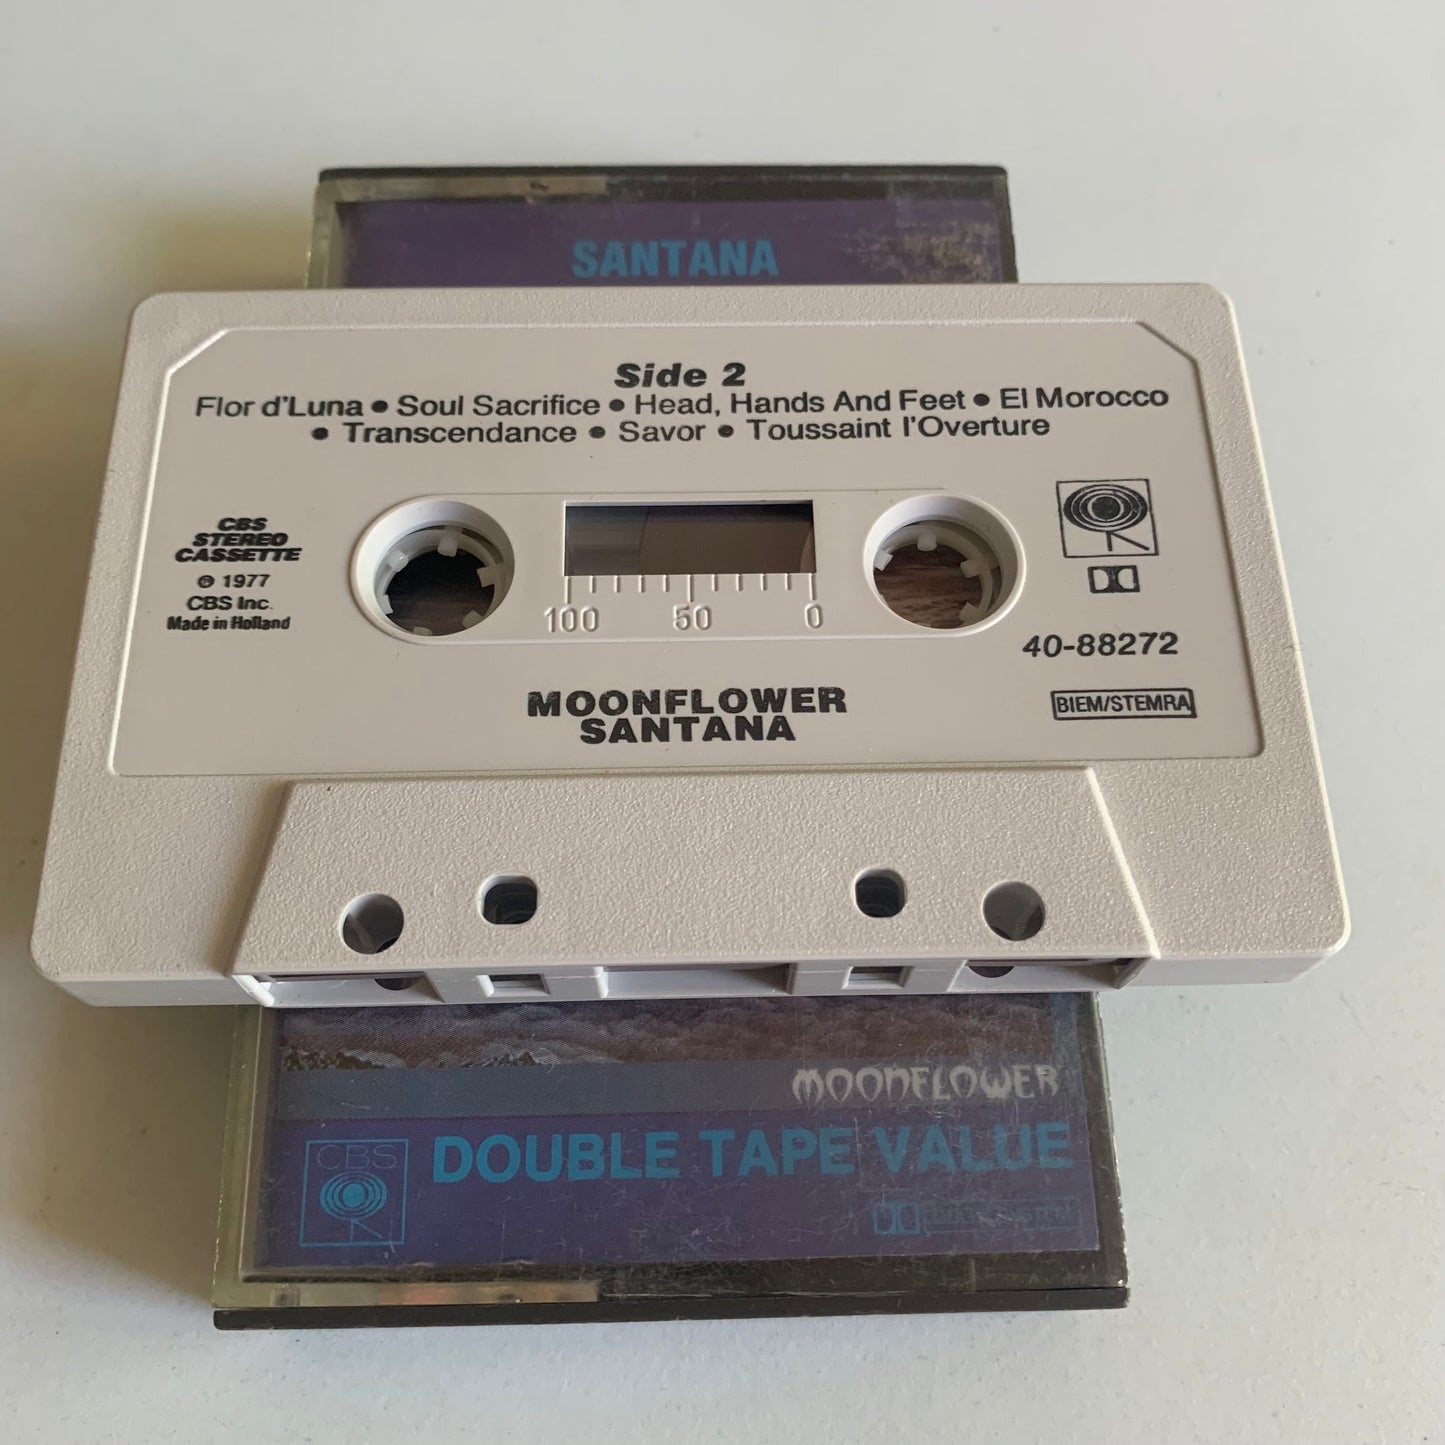 SANTANA
Side 2
Flor d'Luna • Soul Sacrifice • Head, Hands And Feet • El Morocco
• Transcendance • Savor • Toussaint l'Overture
CBS
STEREO
CASSETTE
℗ 1977
CBS Inc.
Made in Holland
100 50 0
40-88272
BIEM/STEMRA
MOONFLOWER
SANTANA
MOONFLOWER
CBS
DOUBLE TAPE VALUE
SYSTEM